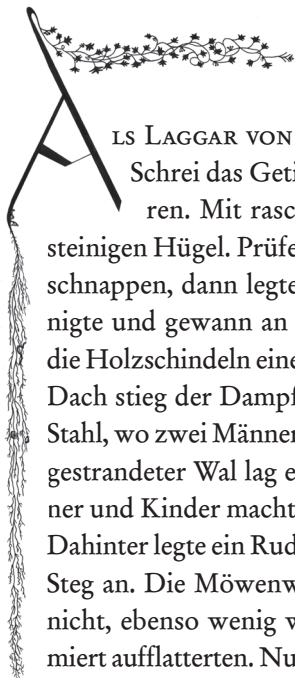 ALS LAGGAR VON
Schrei das Geti
ren. Mit rasc
steinigen Hügel. Prüfe
schnappen, dann legte
nigte und gewann an
die Holzschindeln eine
Dach stieg der Dampf
Stahl, wo zwei Männer
gestrandeter Wal lag e
ner und Kinder macht
Dahinter legte ein Rud
Steg an. Die Möwenw
nicht, ebenso wenig w
miert aufflatterten. Nu